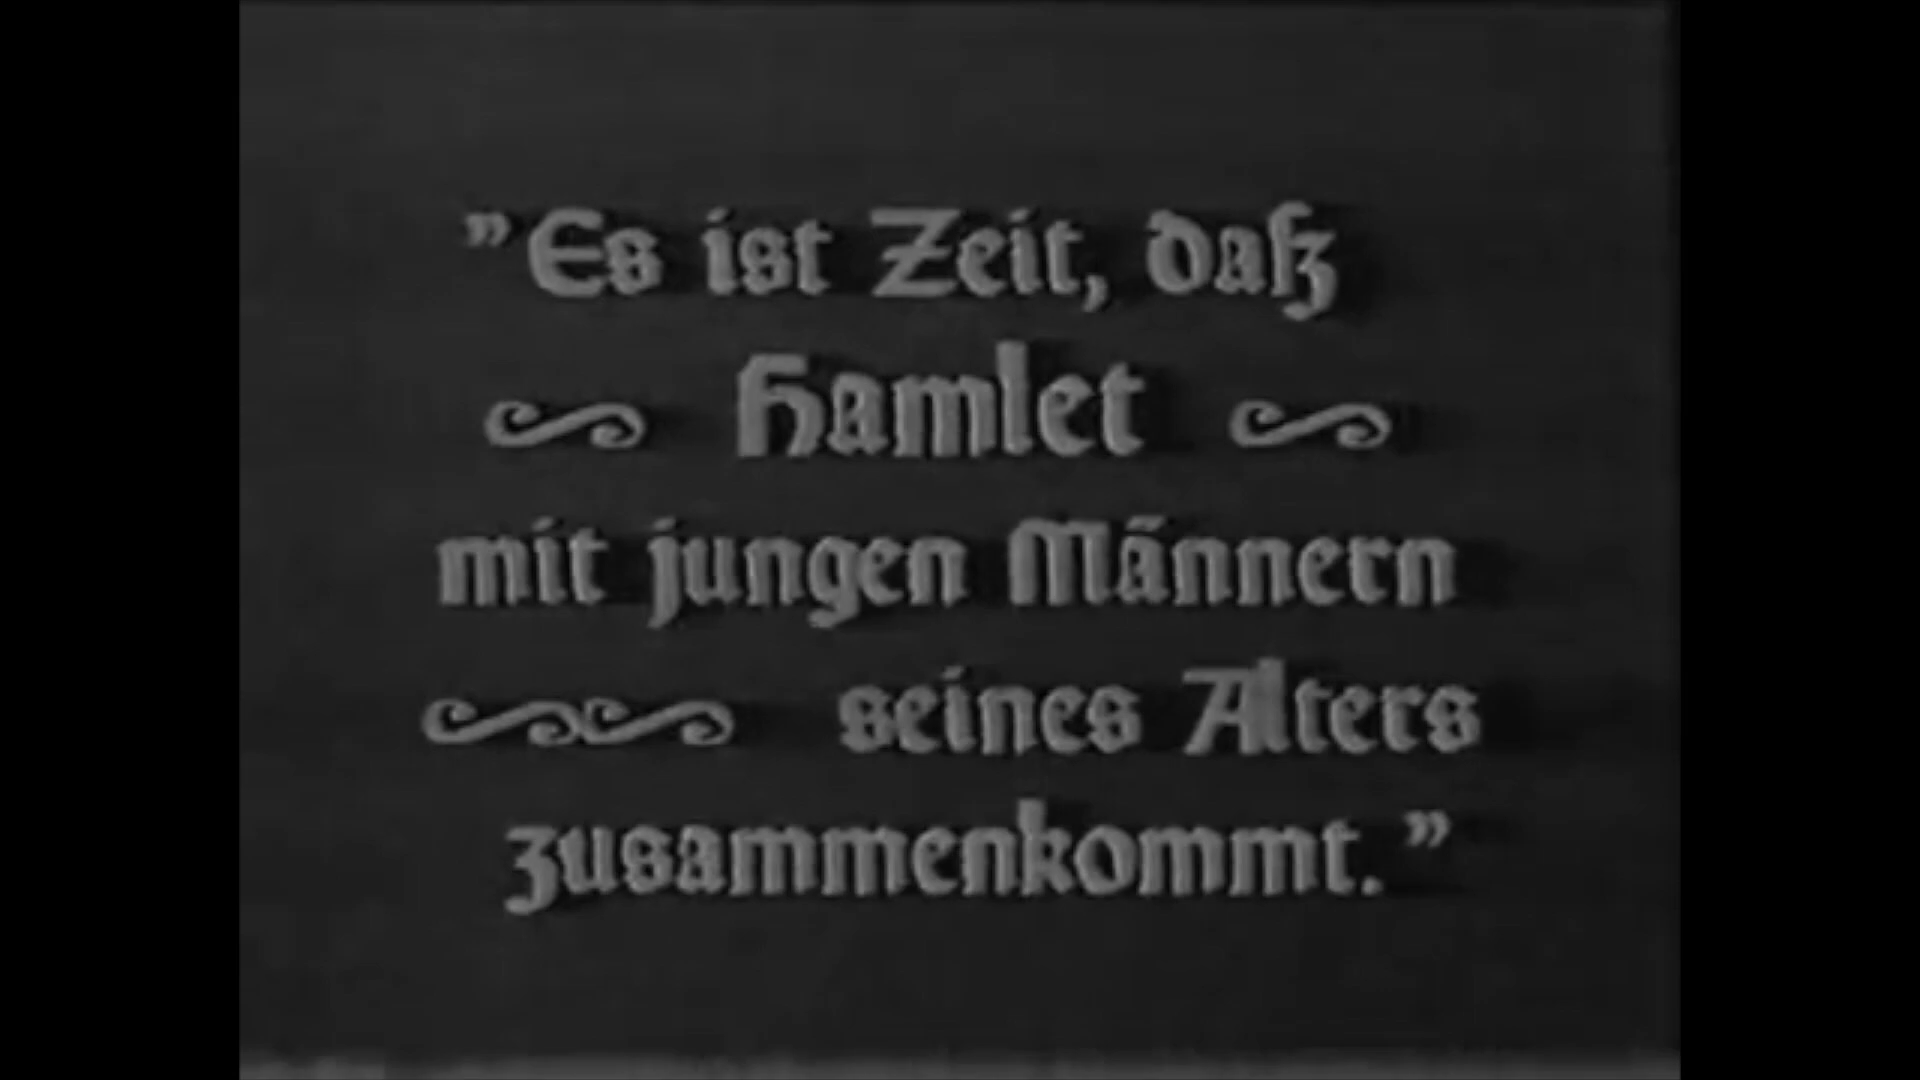 ”Es ist Zeit, daß
Hamlet
mit jungen Männern
seines Alters
zusammenkommt.”